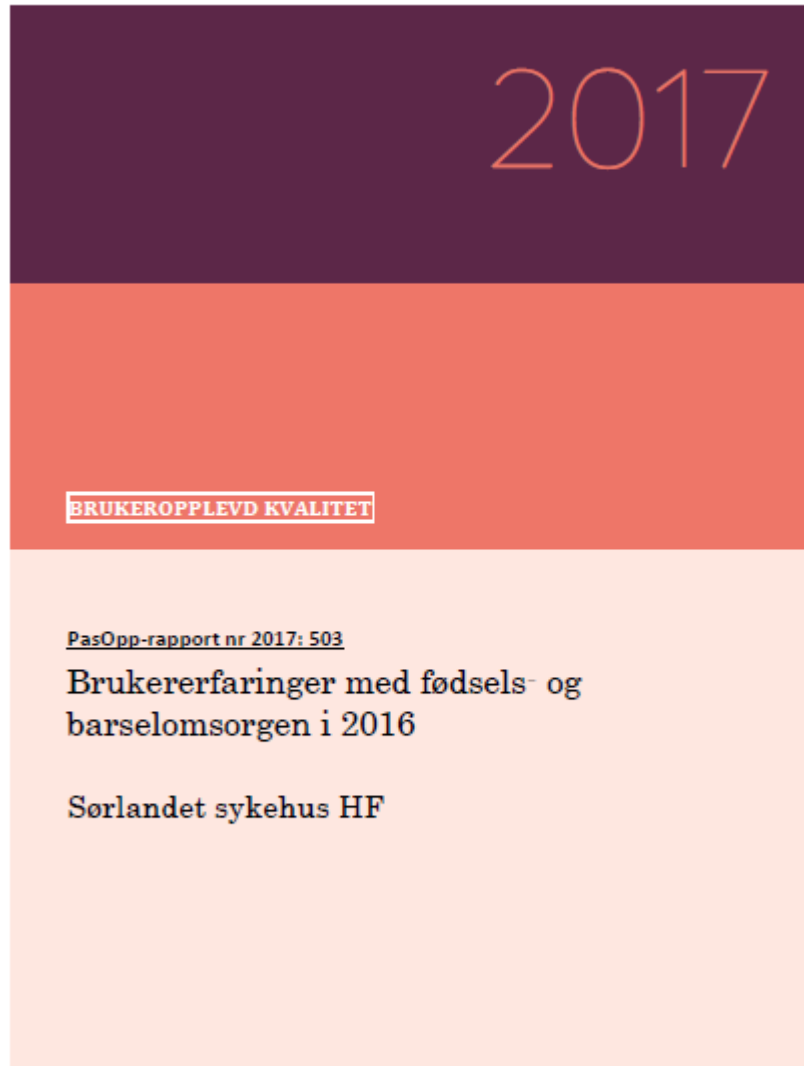 2017
BRUKEROPPLEVD KVALITET
PasOpp-rapport nr 2017: 503
Brukererfaringer med fødsels- og
barselomsorgen i 2016
Sørlandet sykehus HF